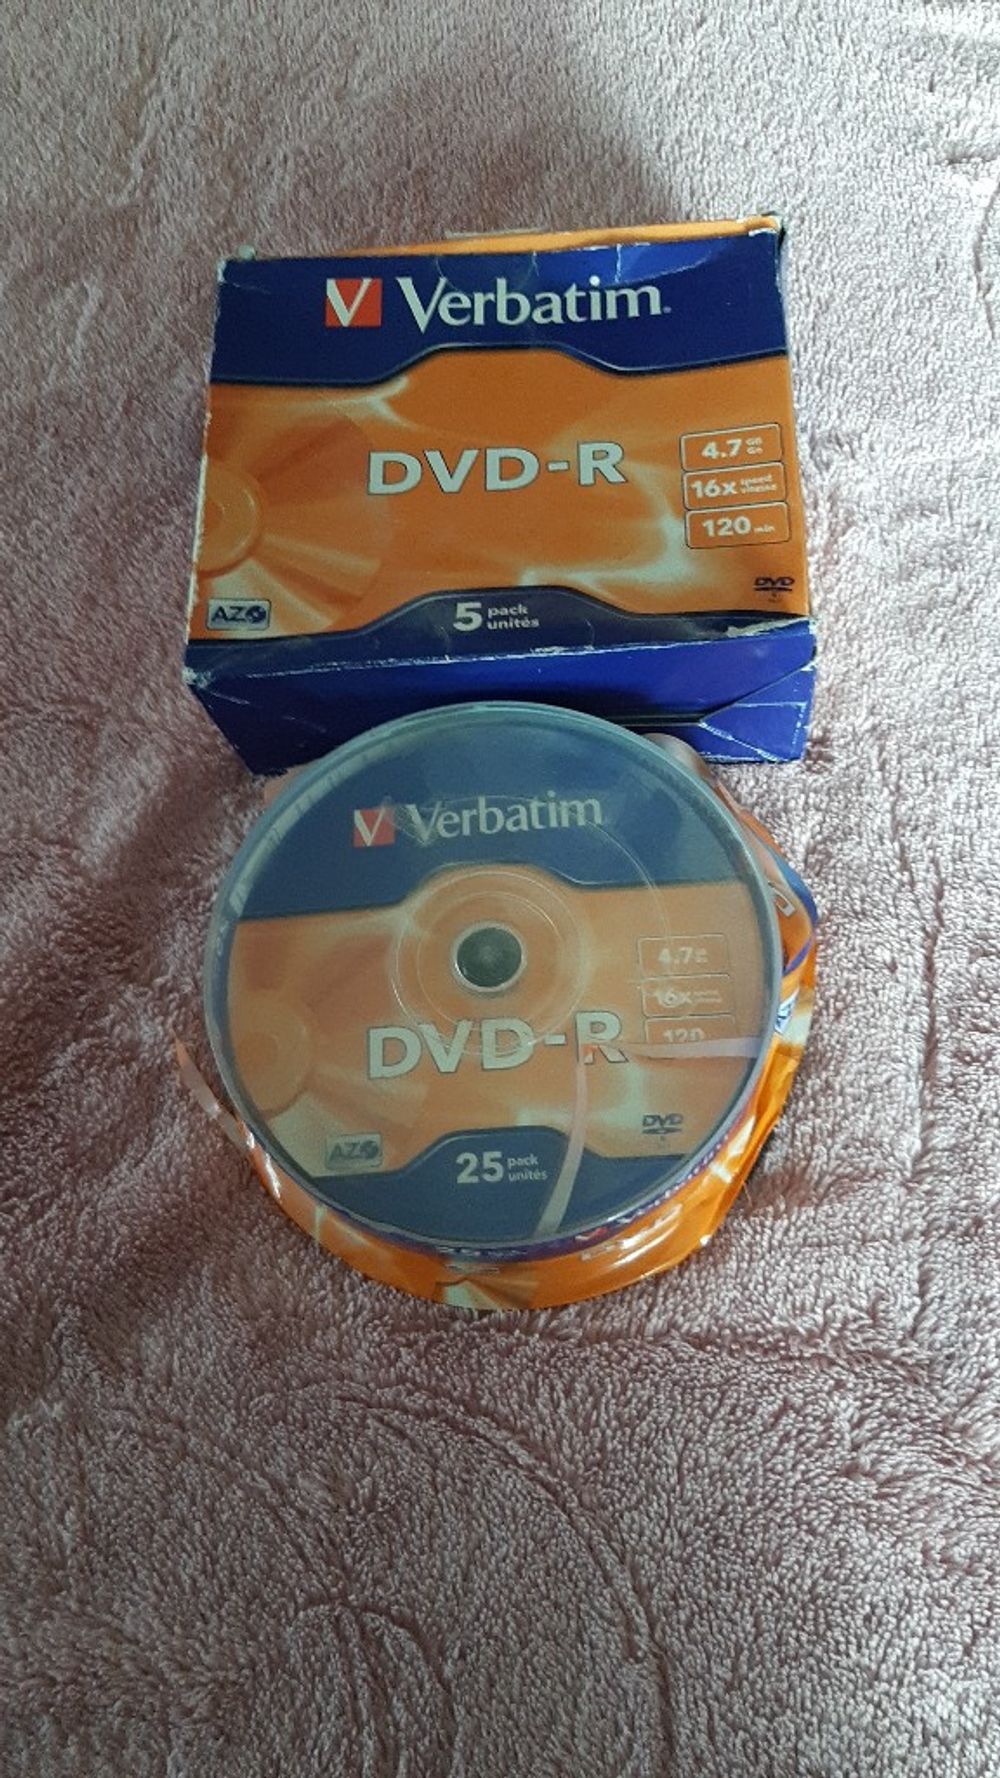 V Verbatim.
DVD-R
4.7 GB Go
16x speed vitesse
120 min
AZO
5 pack unités
DVD
V Verbatim
DVD-R
4.7
16x
120
AZO
25 pack unités
DVD